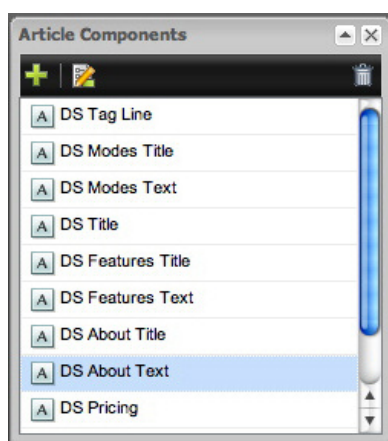 Article Components
A DS Tag Line
A DS Modes Title
A DS Modes Text
A DS Title
A DS Features Title
A DS Features Text
A DS About Title
A DS About Text
A DS Pricing